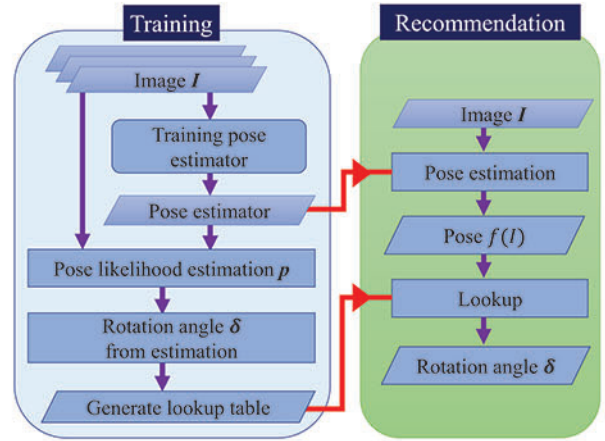 Training
Image I
Training pose
estimator
Pose estimator
Pose likelihood estimation p
Rotation angle δ
from estimation
Generate lookup table
Recommendation
Image I
Pose estimation
Pose f(I)
Lookup
Rotation angle δ